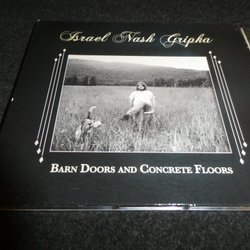 Israel Nash Gripka
BARN DOORS AND CONCRETE FLOORS